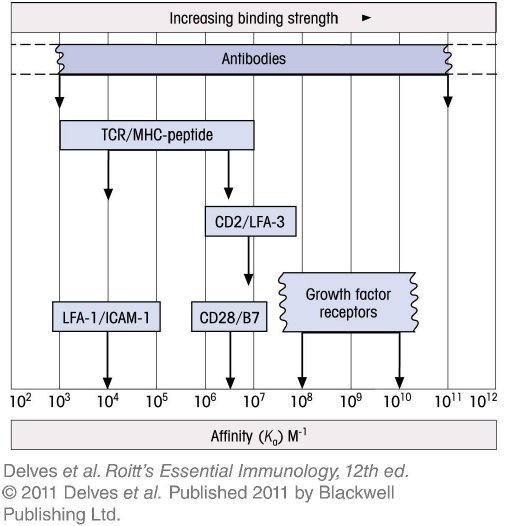 Increasing binding strength ►
Antibodies
TCR/MHC-peptide
CD2/LFA-3
Growth factor
receptors
LFA-1/ICAM-1
CD28/B7
10² 10³ 10⁴ 10⁵ 10⁶ 10⁷ 10⁸ 10⁹ 10¹⁰ 10¹¹ 10¹²
Affinity (Kₐ) M⁻¹
Delves et al. Roitt's Essential Immunology, 12th ed.
© 2011 Delves et al. Published 2011 by Blackwell
Publishing Ltd.